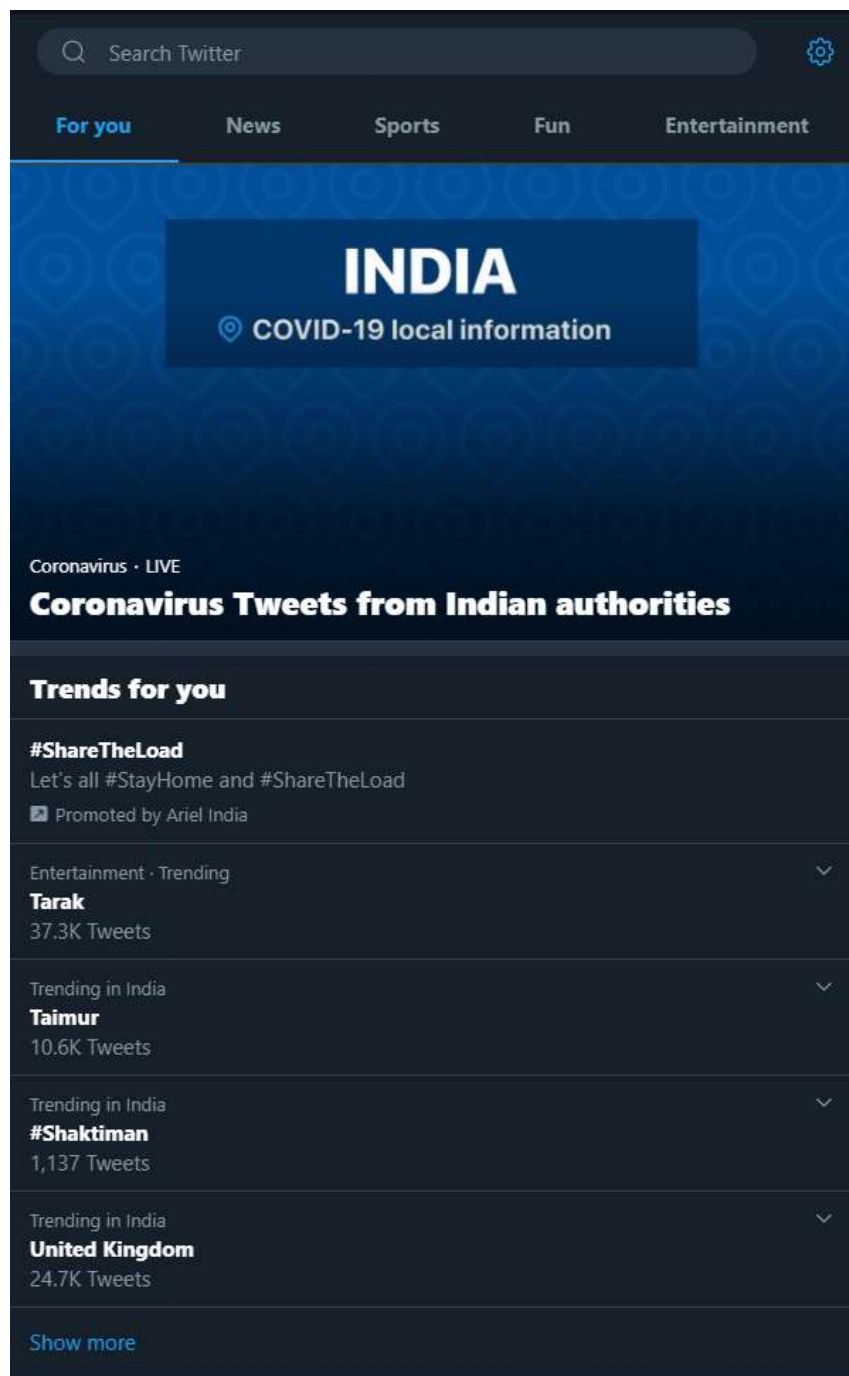 Search Twitter
For you News Sports Fun Entertainment
INDIA
COVID-19 local information
Coronavirus · LIVE
Coronavirus Tweets from Indian authorities
Trends for you
#ShareTheLoad
Let's all #StayHome and #ShareTheLoad
Promoted by Ariel India
Entertainment · Trending
Tarak
37.3K Tweets
Trending in India
Taimur
10.6K Tweets
Trending in India
#Shaktiman
1,137 Tweets
Trending in India
United Kingdom
24.7K Tweets
Show more